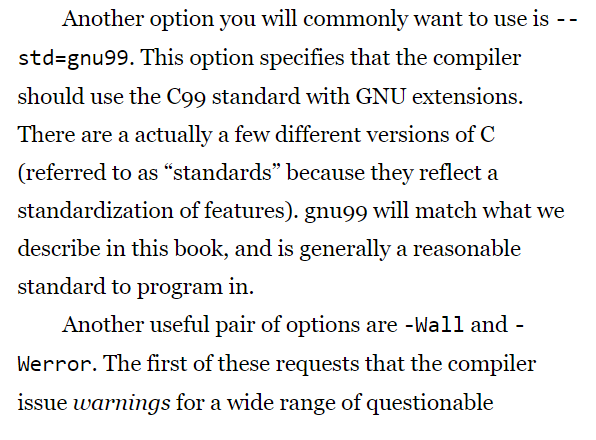 Another option you will commonly want to use is --
std=gnu99. This option specifies that the compiler
should use the C99 standard with GNU extensions.
There are a actually a few different versions of C
(referred to as “standards” because they reflect a
standardization of features). gnu99 will match what we
describe in this book, and is generally a reasonable
standard to program in.
Another useful pair of options are -Wall and -
Werror. The first of these requests that the compiler
issue warnings for a wide range of questionable